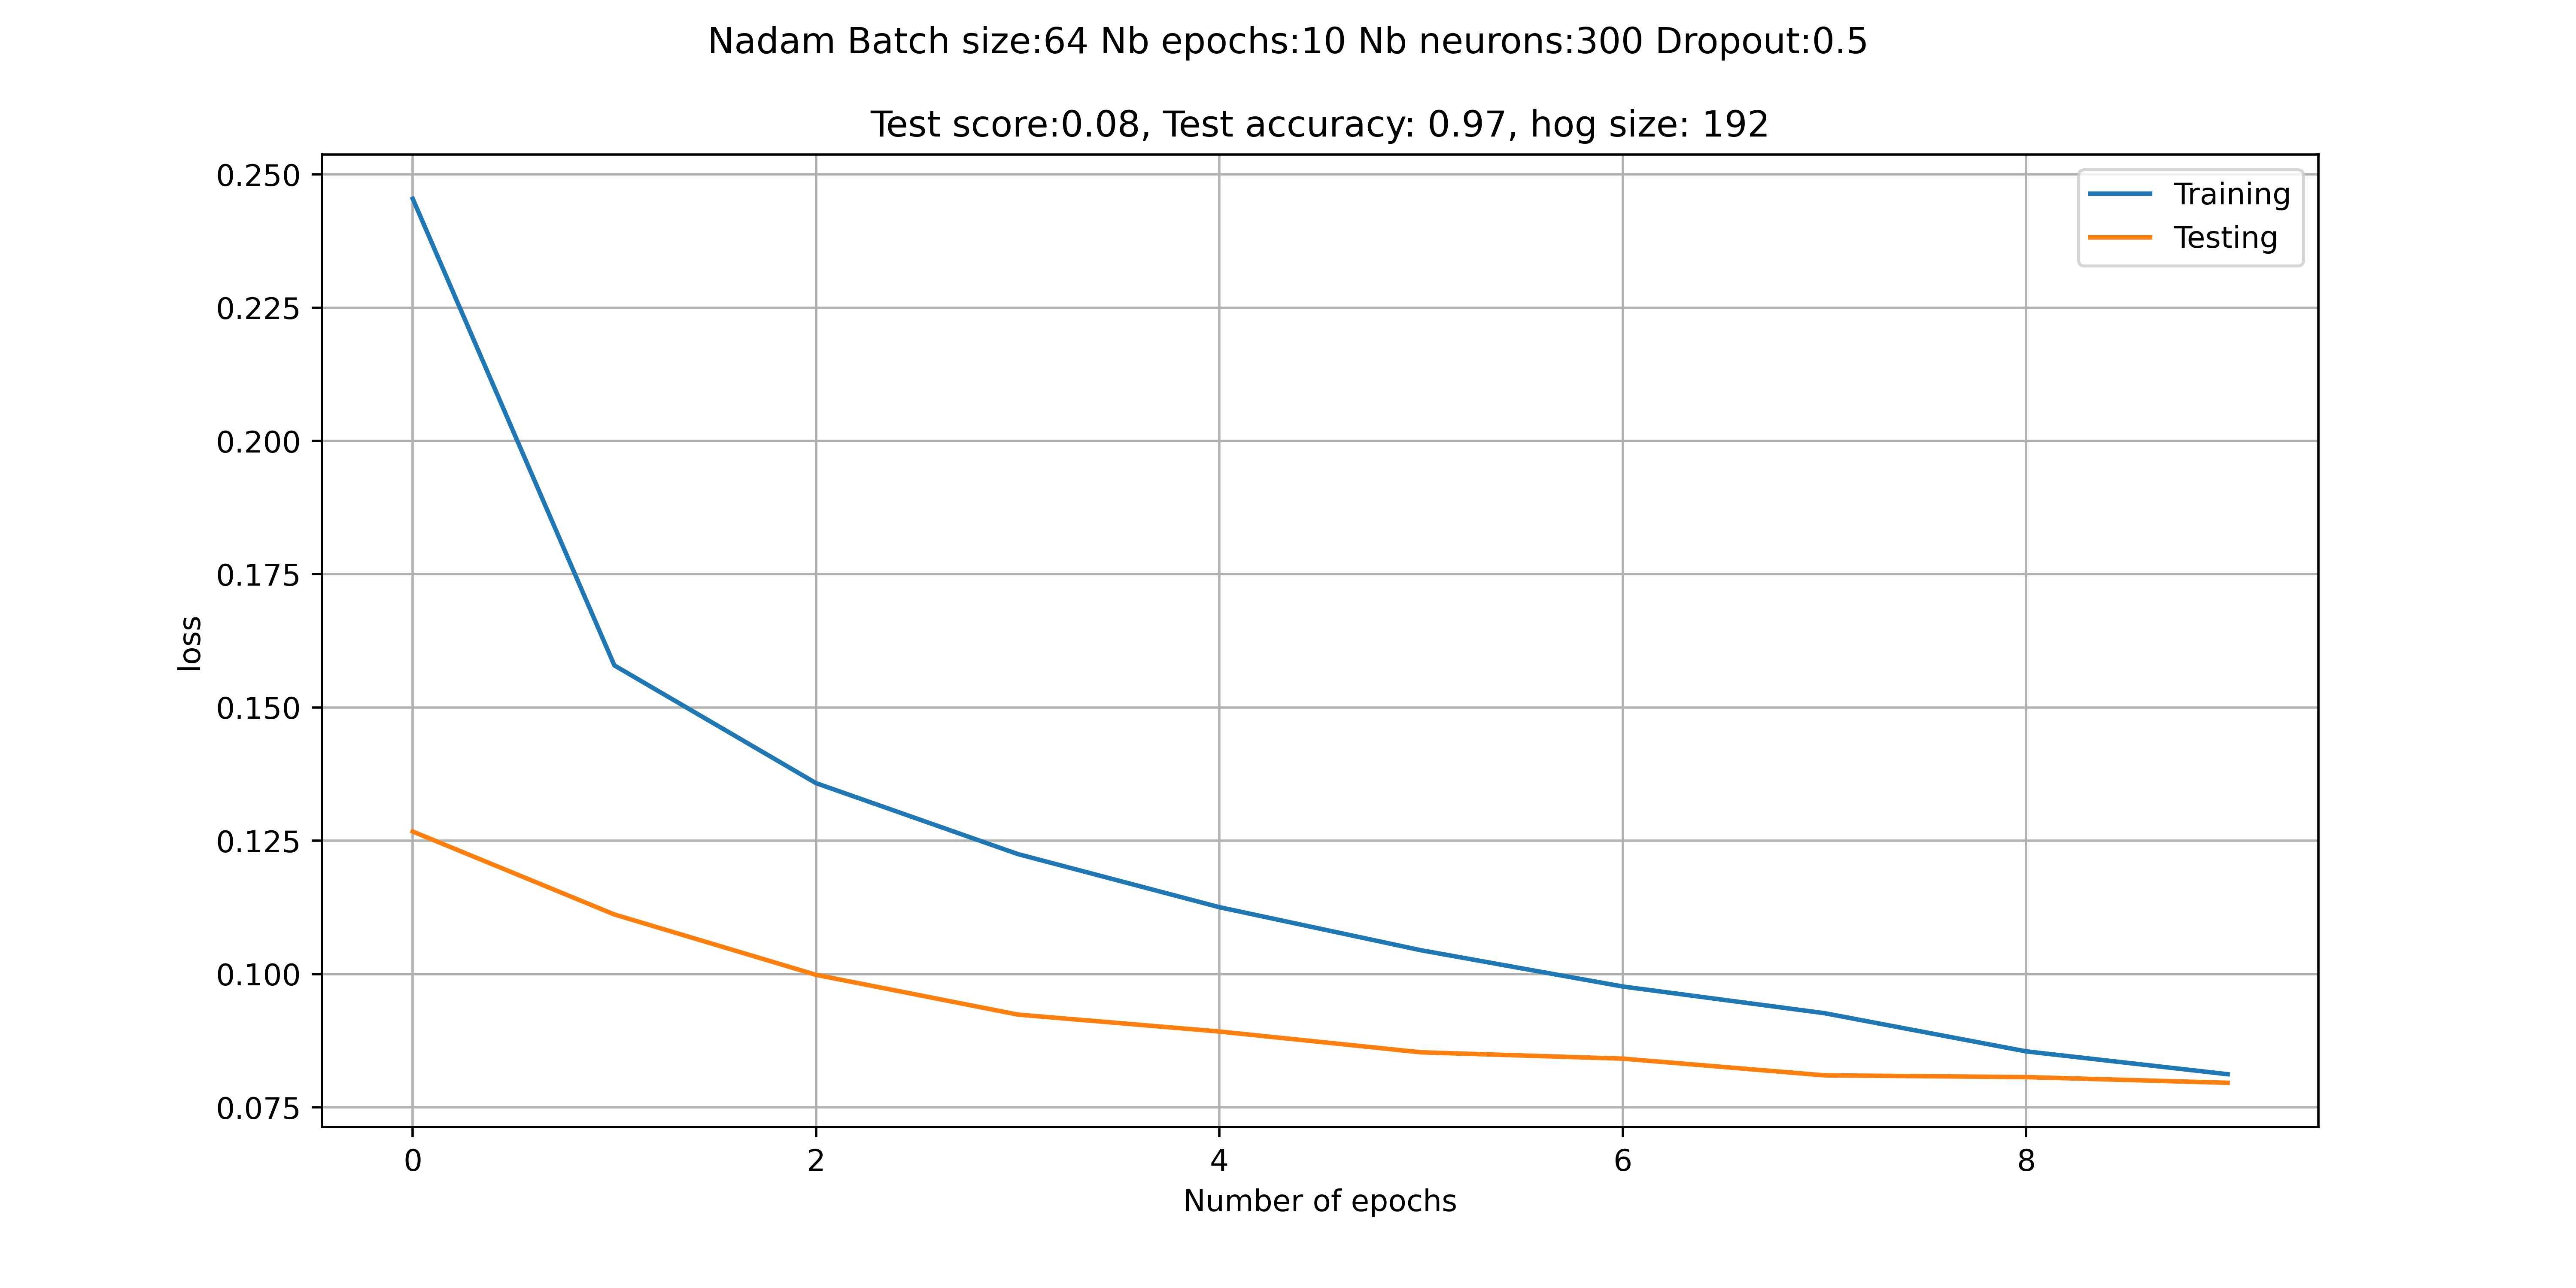 Nadam Batch size:64 Nb epochs:10 Nb neurons:300 Dropout:0.5
Test score:0.08, Test accuracy: 0.97, hog size: 192
0.250
0.225
0.200
0.175
0.150
0.125
0.100
0.075
loss
Training
Testing
0 2 4 6 8
Number of epochs